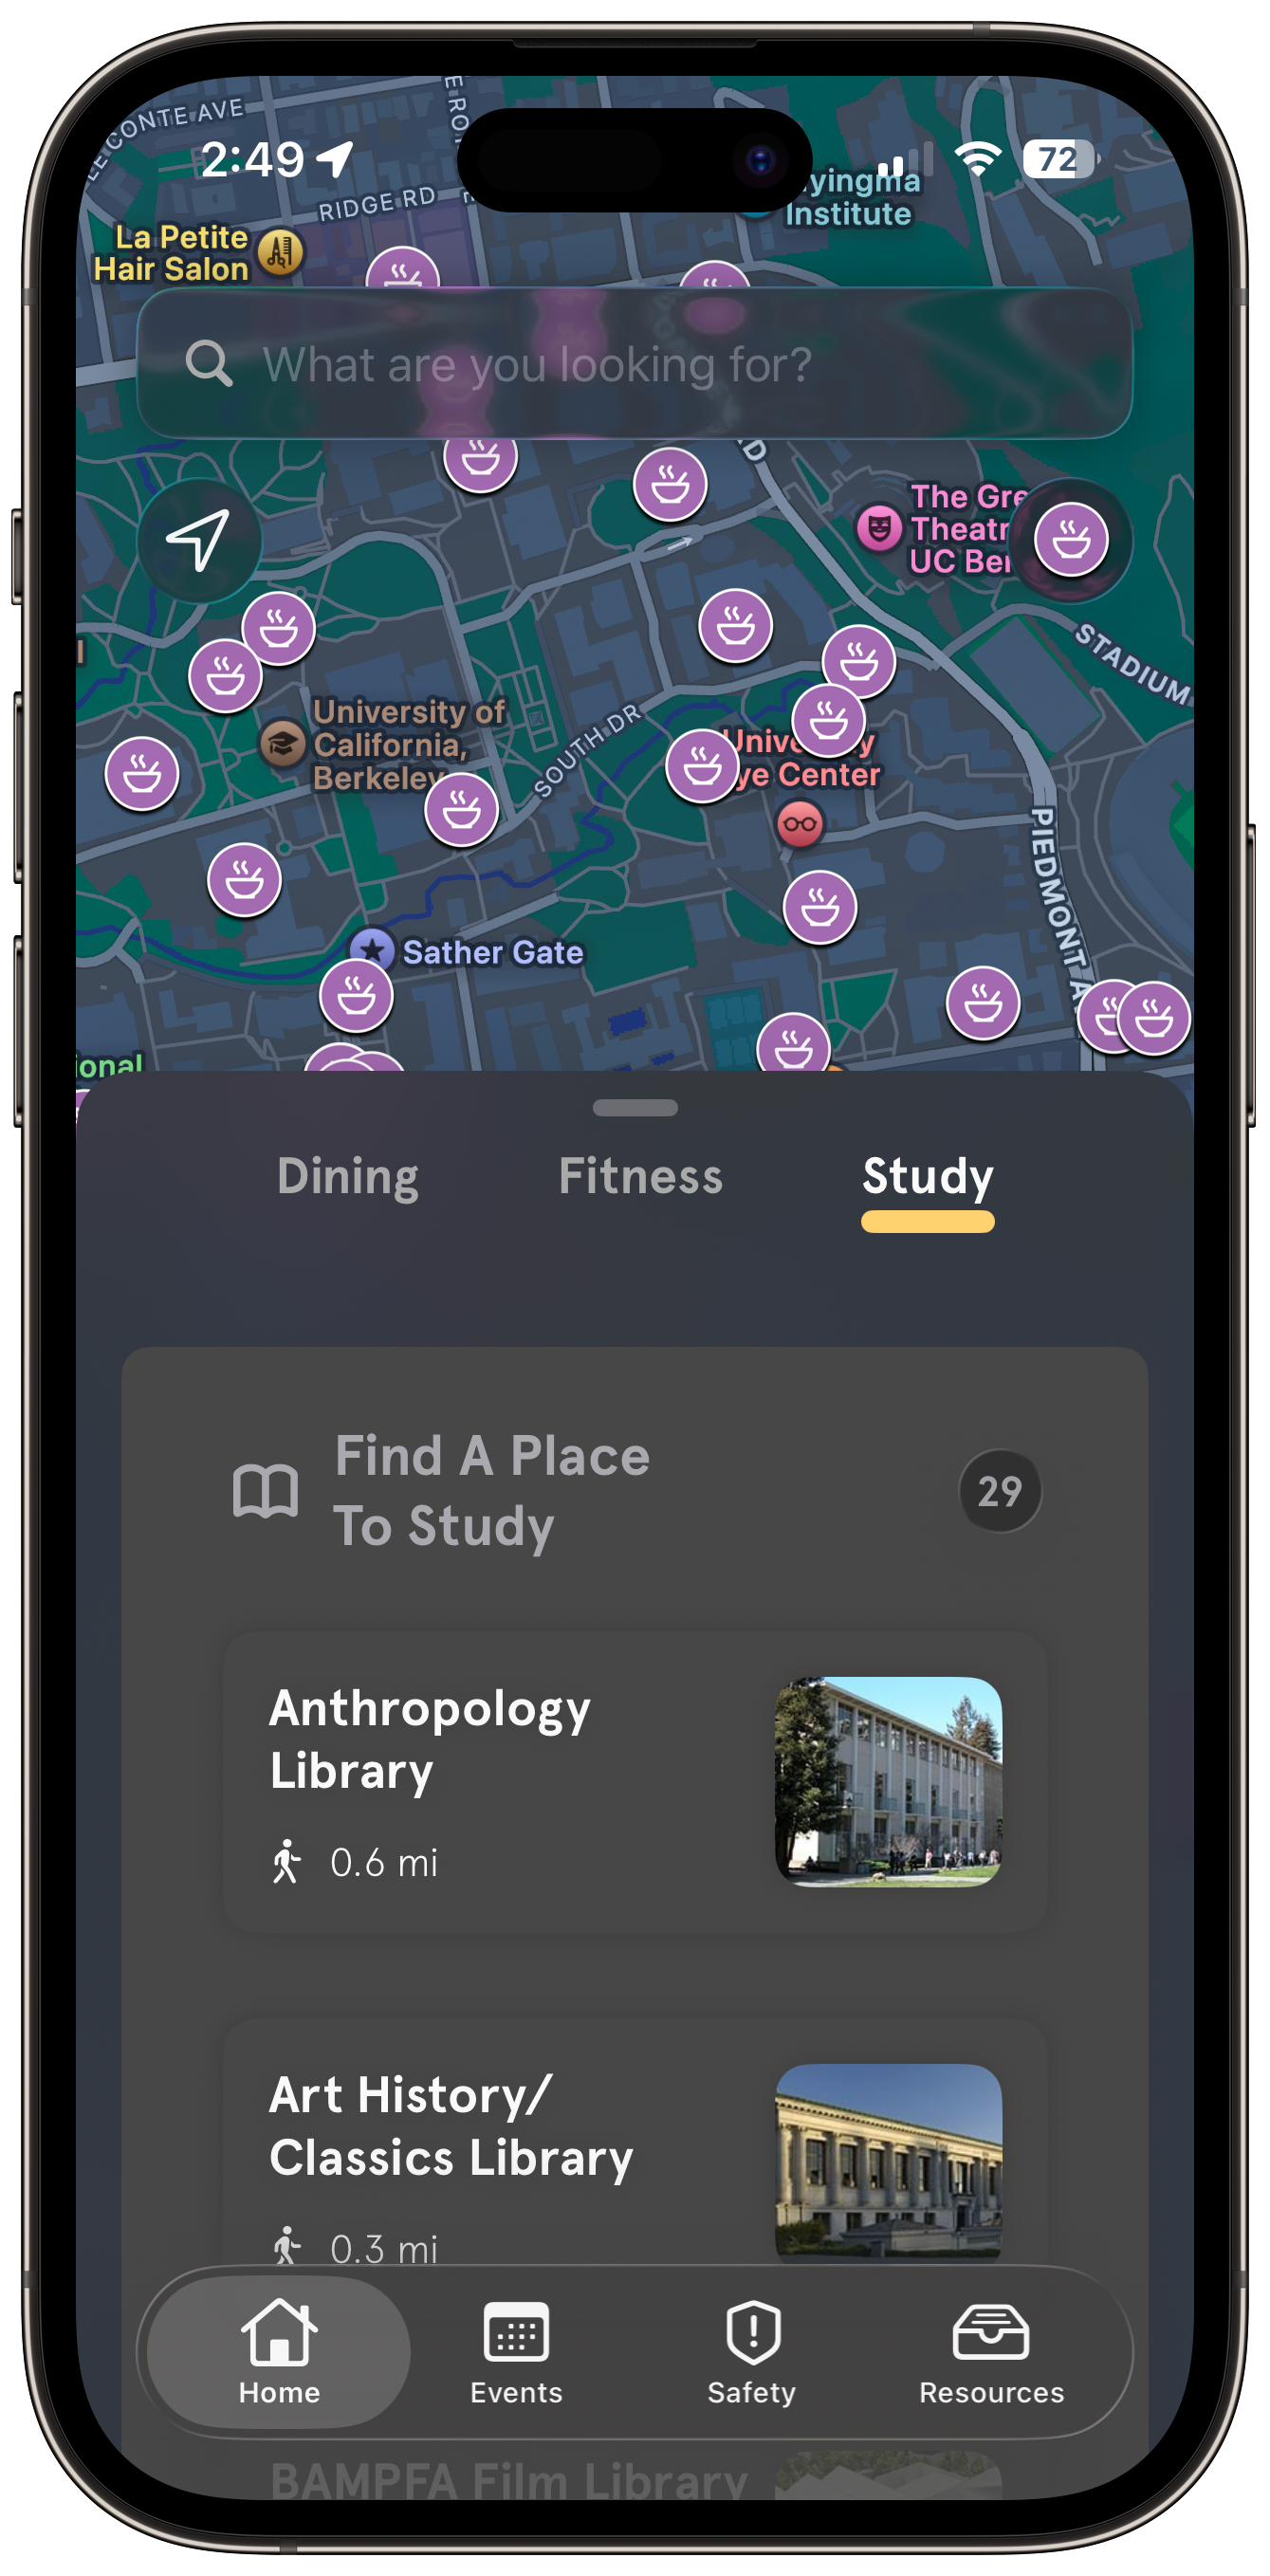 LE CONTE AVE
2:49
72
RIDGE RD
yingma
Institute
La Petite
Hair Salon
What are you looking for?
The Gre
Theatr
UC Ber
STADIUM
University of
California,
Berkeley
SOUTH DR
ye Center
PIEDMONT A
Sather Gate
ional
Dining
Fitness
Study
Find A Place
To Study
29
Anthropology
Library
0.6 mi
Art History/
Classics Library
0.3 mi
Home
Events
Safety
Resources
BAMPFA Film Library